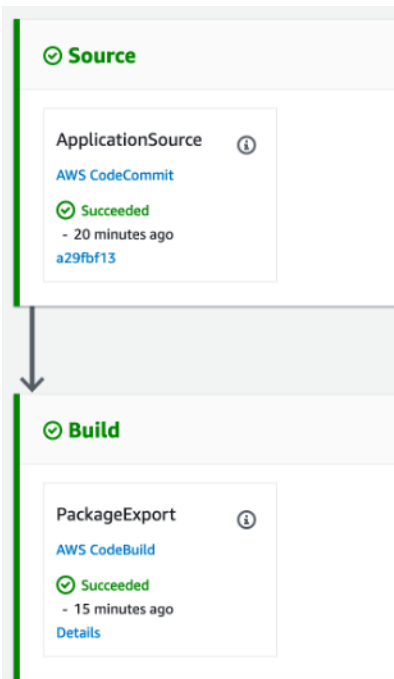 Source
ApplicationSource
AWS CodeCommit
Succeeded
- 20 minutes ago
a29fbf13
Build
PackageExport
AWS CodeBuild
Succeeded
- 15 minutes ago
Details